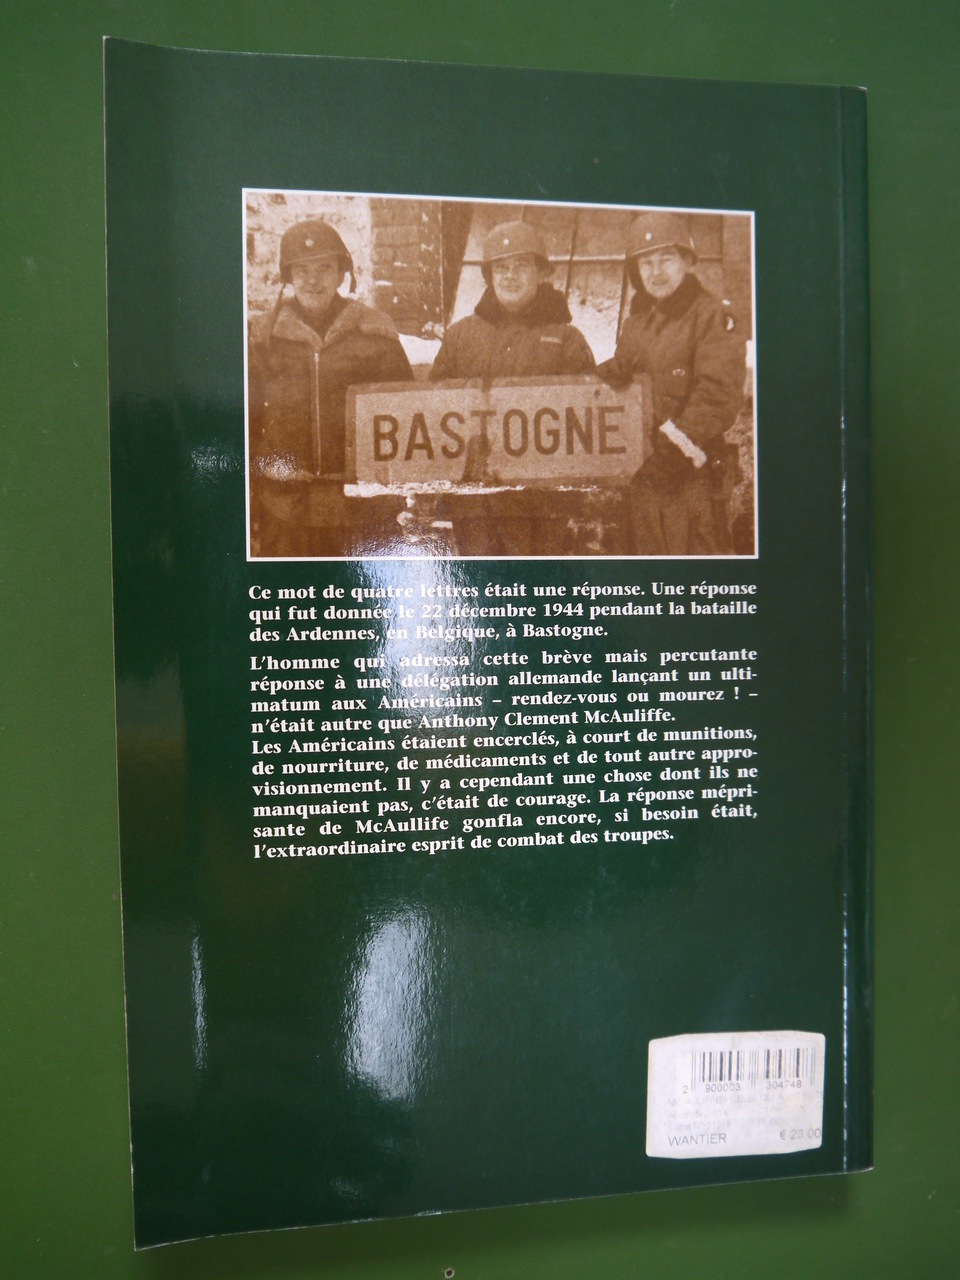 BASTOGNE
Ce mot de quatre lettres était une réponse. Une réponse
qui fut donnée le 22 décembre 1944 pendant la bataille
des Ardennes, en Belgique, à Bastogne.
L'homme qui adressa cette brève mais percutante
réponse à une délégation allemande lançant un ulti-
matum aux Américains – rendez-vous ou mourez ! –
n'était autre que Anthony Clement McAuliffe.
Les Américains étaient encerclés, à court de munitions,
de nourriture, de médicaments et de tout autre appro-
visionnement. Il y a cependant une chose dont ils ne
manquaient pas, c'était de courage. La réponse mépri-
sante de McAullife gonfla encore, si besoin était,
l'extraordinaire esprit de combat des troupes.
2 900003 304748
WANTIER € 23.00